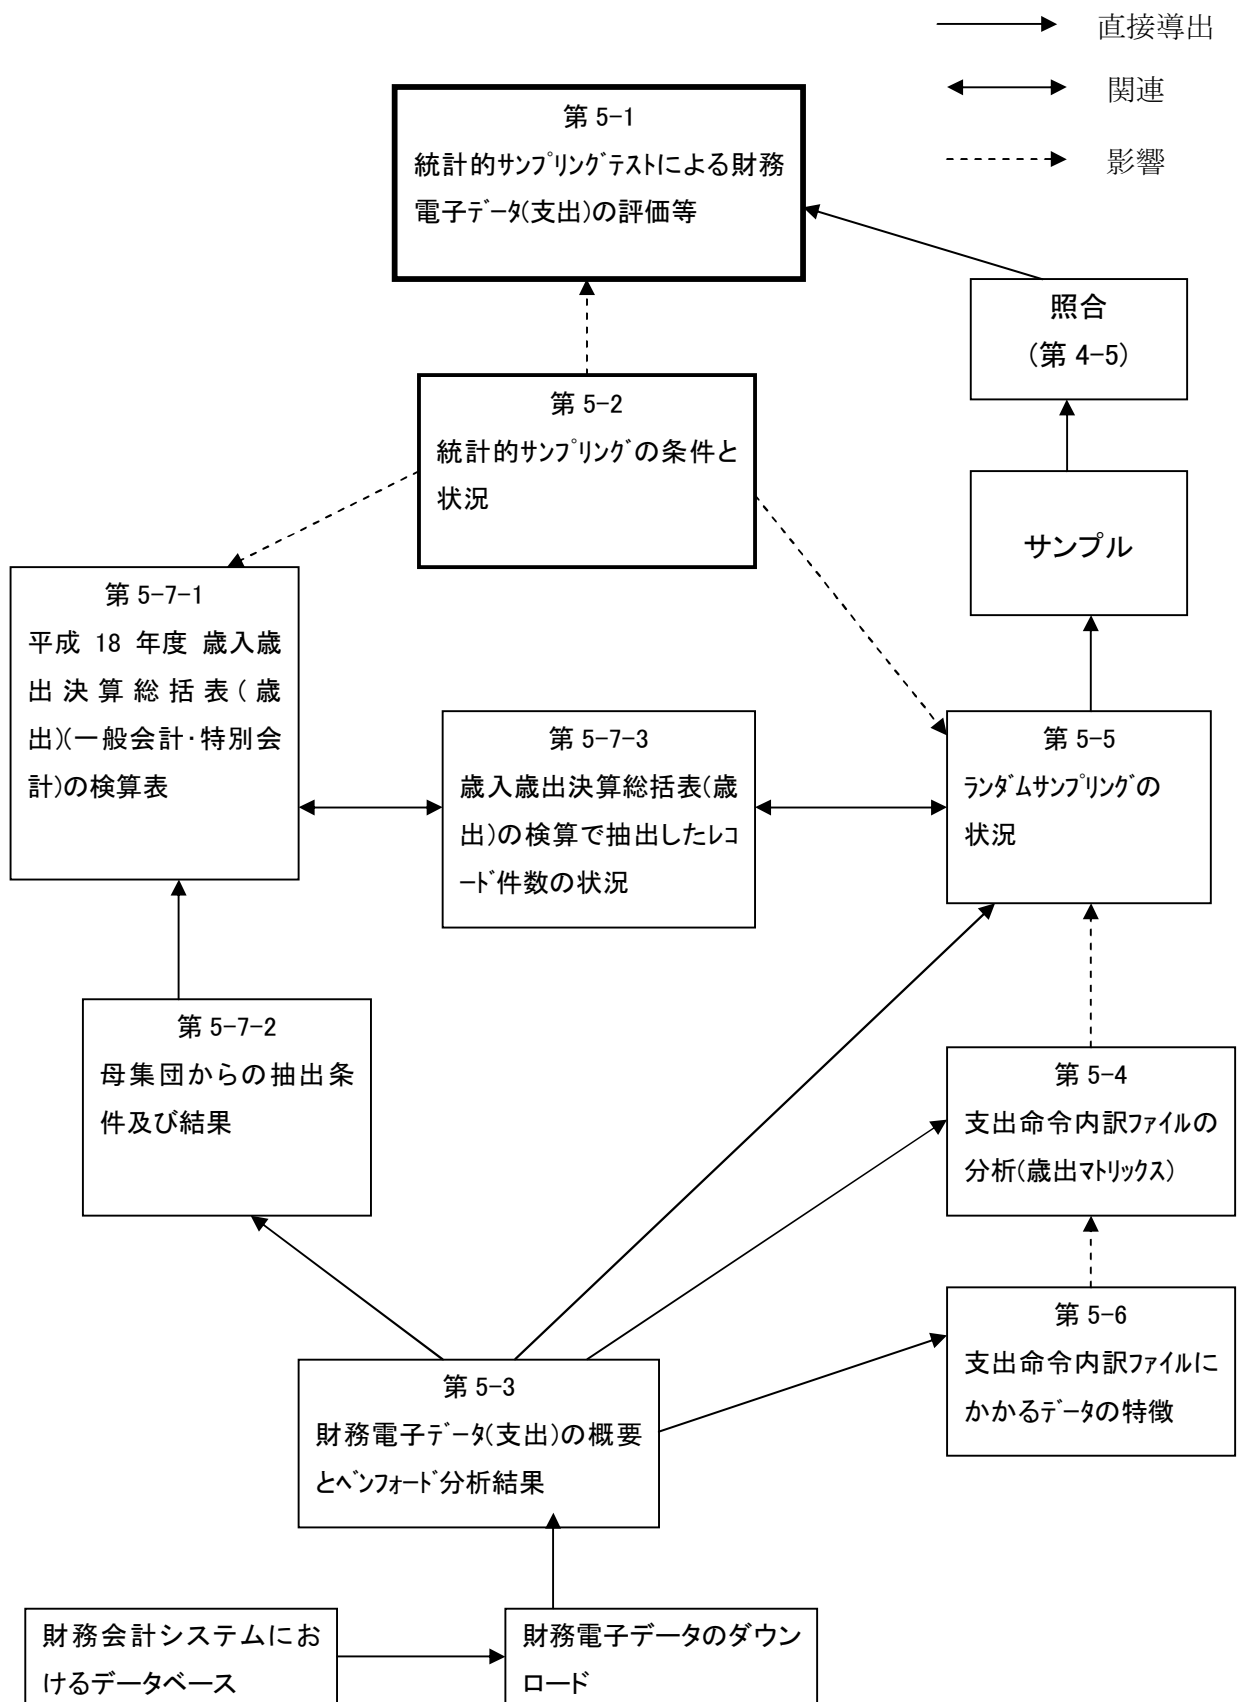 直接導出
関連
影響
第 5-1
統計的ｻﾝﾌﾟﾘﾝｸﾞﾃｽﾄによる財務
電子ﾃﾞｰﾀ(支出)の評価等
照合
(第 4-5)
第 5-2
統計的ｻﾝﾌﾟﾘﾝｸﾞの条件と
状況
サンプル
第 5-7-1
平成 18 年度 歳入歳
出決算総括表(歳
出)(一般会計･特別会
計)の検算表
第 5-7-3
歳入歳出決算総括表(歳
出)の検算で抽出したﾚｺ
ｰﾄﾞ件数の状況
第 5-5
ﾗﾝﾀﾞﾑｻﾝﾌﾟﾘﾝｸﾞの
状況
第 5-7-2
母集団からの抽出条
件及び結果
第 5-4
支出命令内訳ﾌｧｲﾙの
分析(歳出ﾏﾄﾘｯｸｽ)
第 5-6
支出命令内訳ﾌｧｲﾙに
かかるﾃﾞｰﾀの特徴
第 5-3
財務電子ﾃﾞｰﾀ(支出)の概要
とﾍﾞﾝﾌｫｰﾄﾞ分析結果
財務会計システムにお
けるデータベース
財務電子データのダウン
ロード